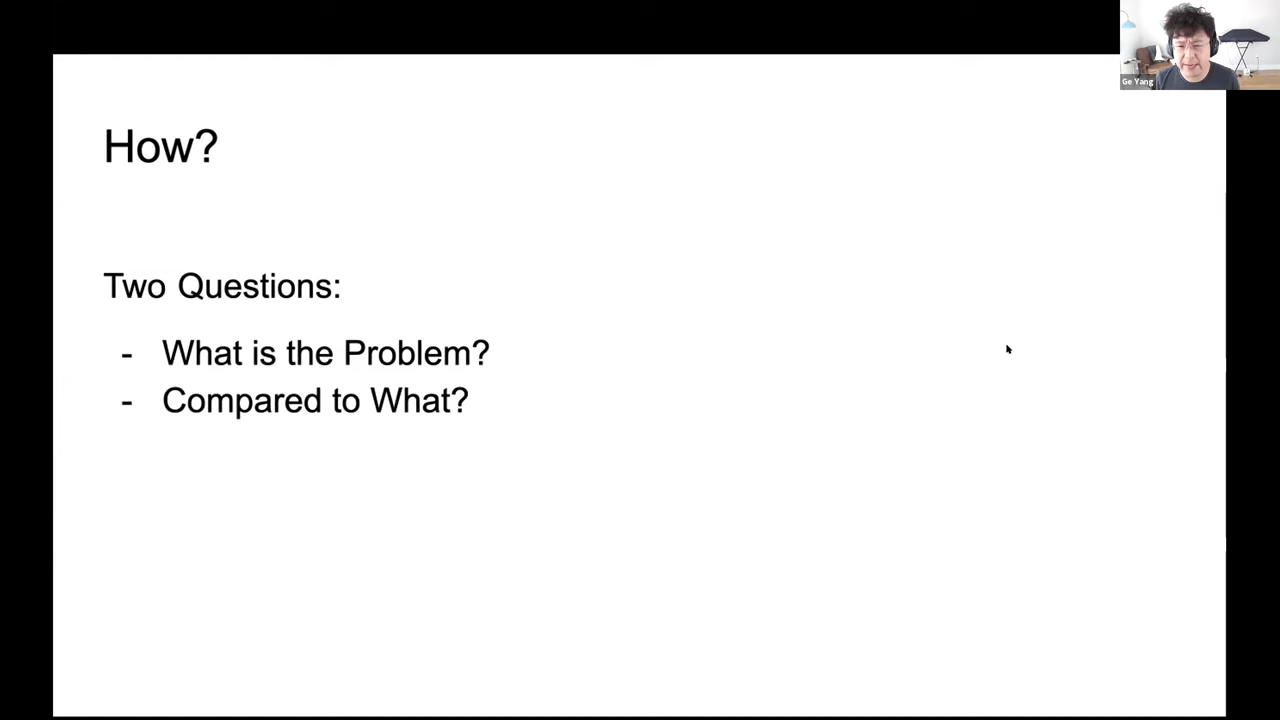 Ge Yang
How?
Two Questions:
- What is the Problem?
- Compared to What?